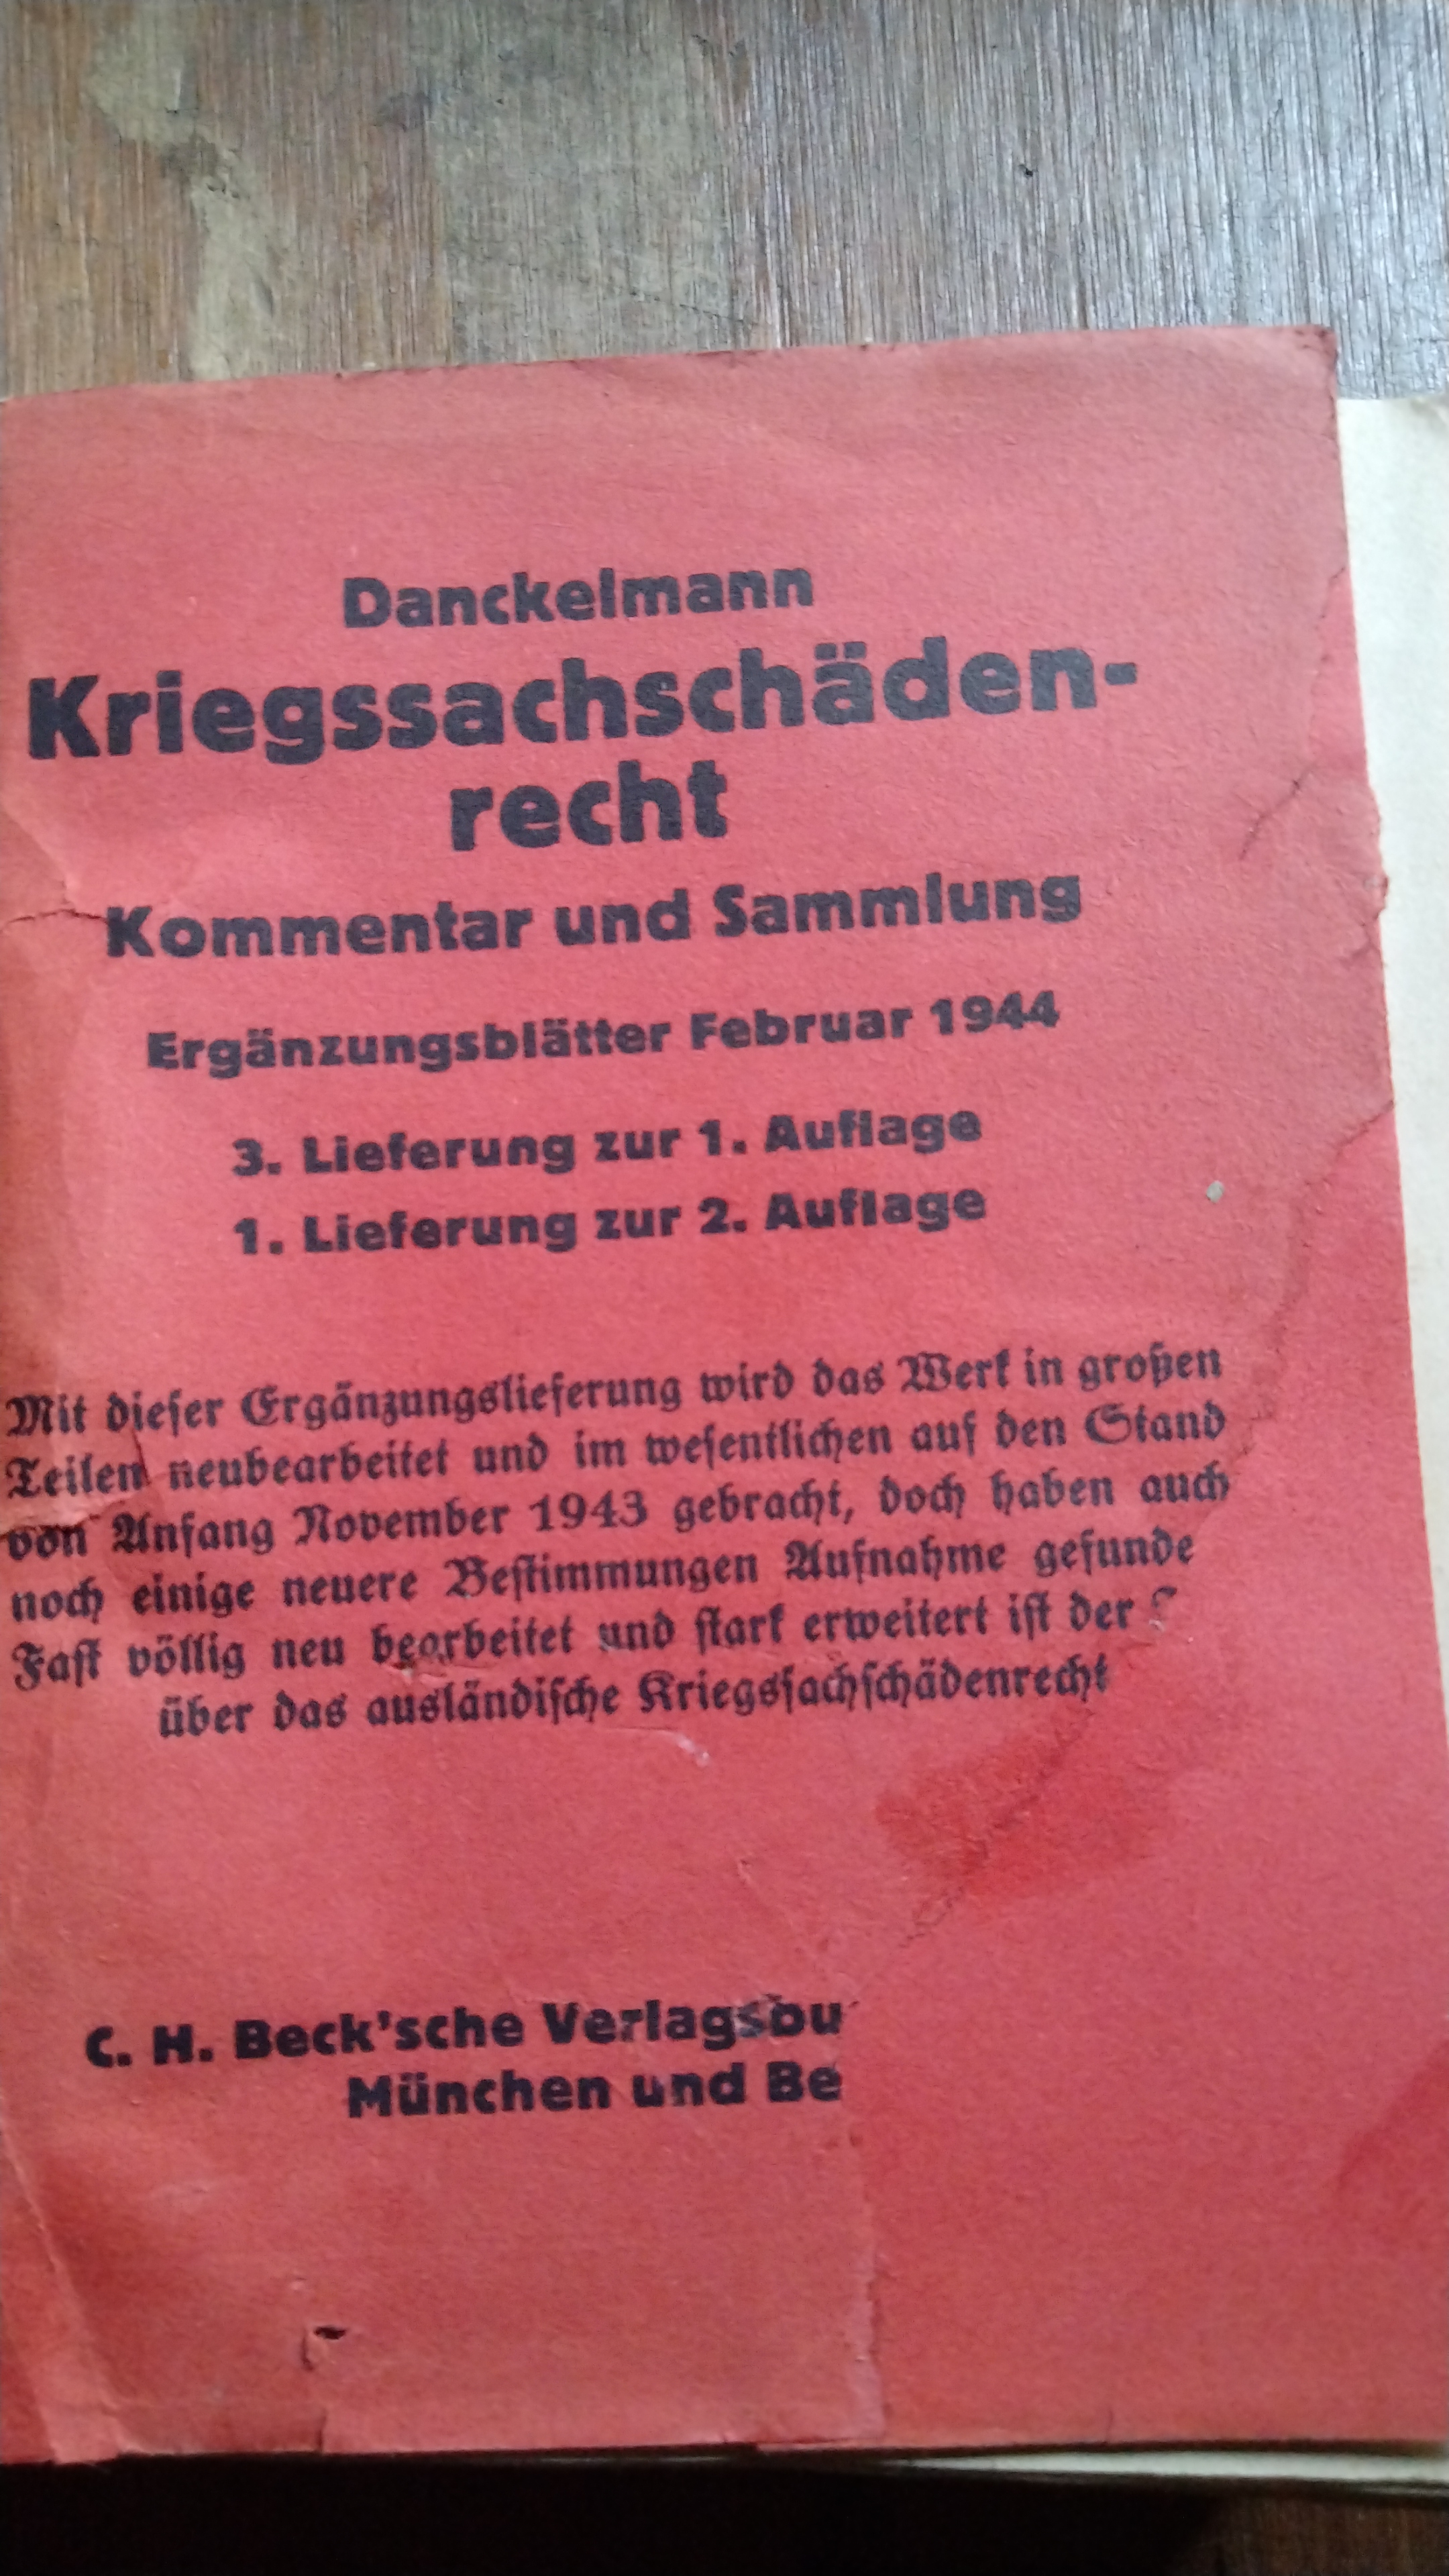 Danckelmann
Kriegssachschäden-
recht
Kommentar und Sammlung
Ergänzungsblätter Februar 1944
3. Lieferung zur 1. Auflage
1. Lieferung zur 2. Auflage
Mit dieser Ergänzungslieferung wird das Werk in großen
Teilen neubearbeitet und im wesentlichen auf den Stand
von Anfang November 1943 gebracht, doch haben auch
noch einige neuere Bestimmungen Aufnahme gefunde
Fast völlig neu bearbeitet und stark erweitert ist der
über das ausländische Kriegssachschädenrecht
C. H. Beck'sche Verlagsbu
München und Be